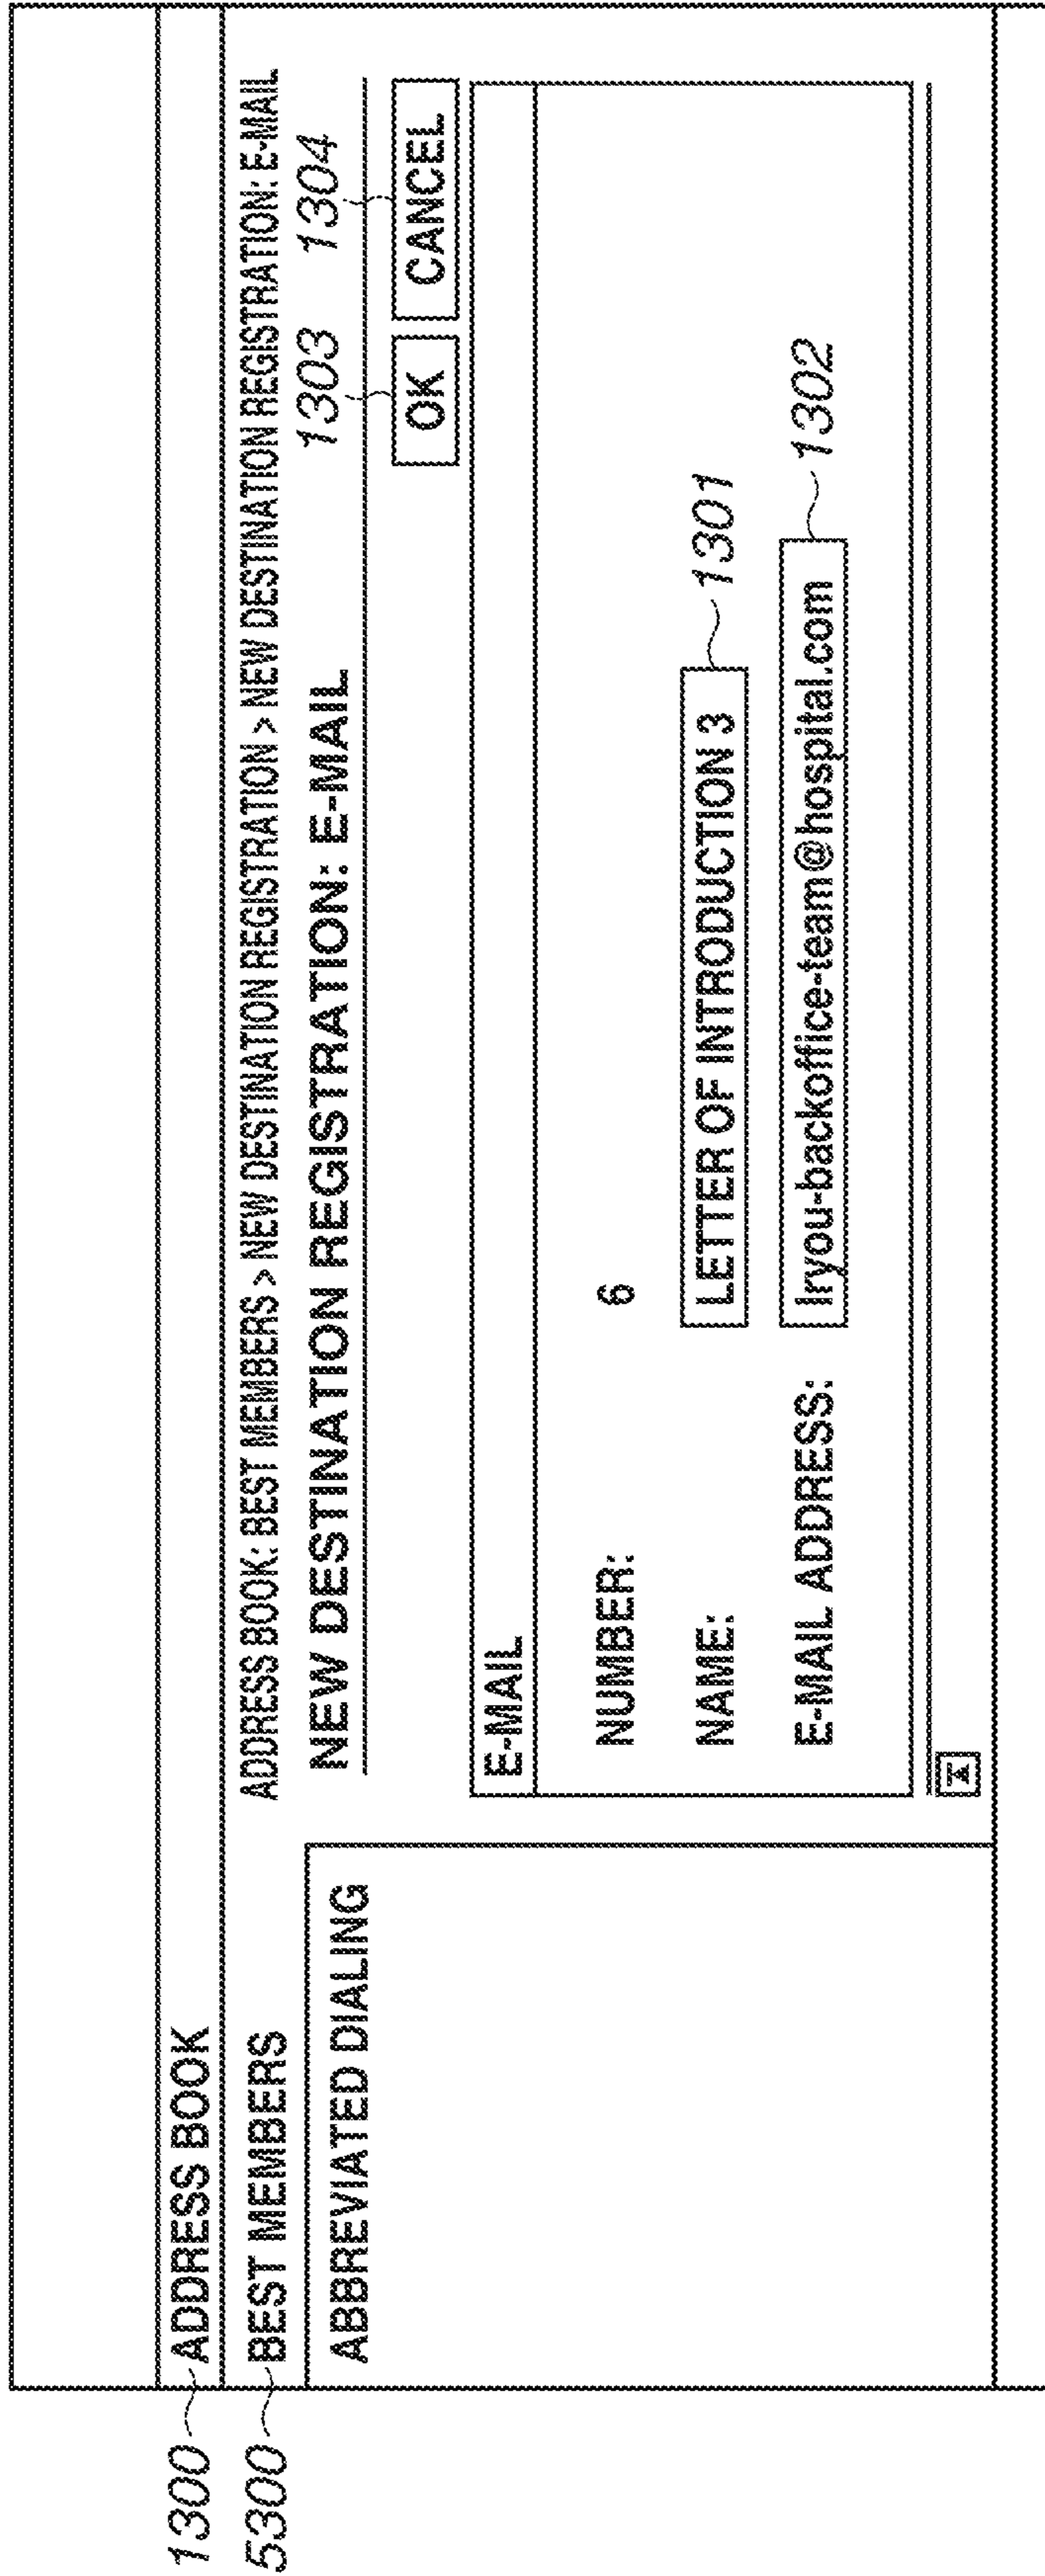 1300 ADDRESS BOOK
5300 BEST MEMBERS
ADDRESS BOOK: BEST MEMBERS > NEW DESTINATION REGISTRATION > NEW DESTINATION REGISTRATION: E-MAIL
ABBREVIATED DIALING
NEW DESTINATION REGISTRATION: E-MAIL
1303 1304
OK CANCEL
E-MAIL
NUMBER: 6
NAME: LETTER OF INTRODUCTION 3 1301
E-MAIL ADDRESS: Iryou-backoffice-team@hospital.com 1302